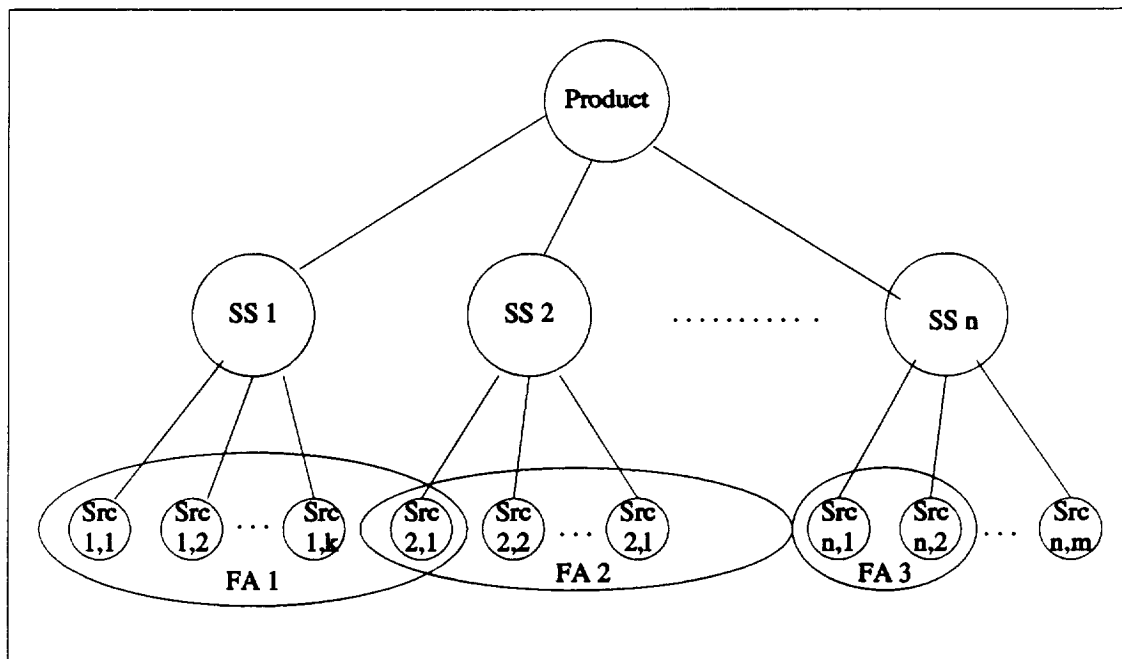 Product
SS 1
SS 2
...........
SS n
Src
1,1
Src
1,2
...
Src
1,k
Src
2,1
Src
2,2
...
Src
2,l
Src
n,1
Src
n,2
...
Src
n,m
FA 1
FA 2
FA 3